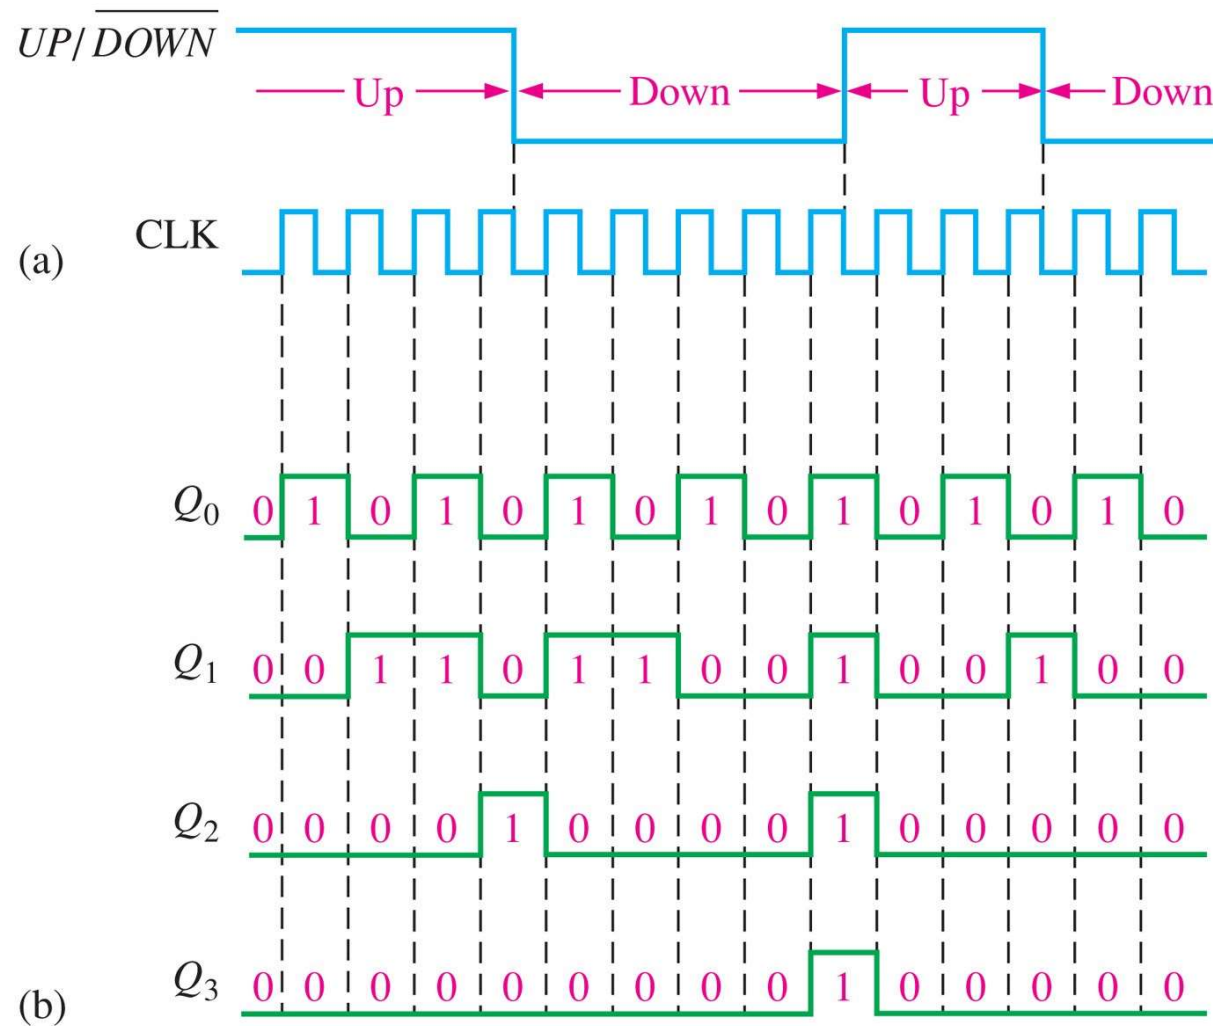 UP/DOWN
Up Down Up Down
CLK
(a)
Q0 0 1 0 1 0 1 0 1 0 1 0 1 0 1 0
Q1 0 0 1 1 0 1 1 0 0 1 0 0 1 0 0
Q2 0 0 0 0 1 0 0 0 0 1 0 0 0 0 0
Q3 0 0 0 0 0 0 0 0 0 1 0 0 0 0 0
(b)